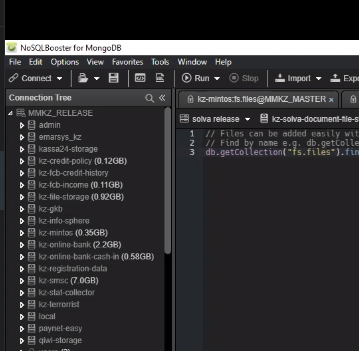 NoSQLBooster for MongoDB
File Edit Options View Favorites Tools Window Help
Connect Run Stop Import Expo
Connection Tree
kz-mintos:fs.files@MMKZ_MASTER ×
MMKZ_RELEASE
admin
emarsys_kz
kassa24-storage
kz-credit-policy (0.12GB)
kz-fcb-credit-history
kz-fcb-income (0.11GB)
kz-file-storage (0.92GB)
kz-gkb
kz-info-sphere
kz-mintos (0.35GB)
kz-online-bank (2.2GB)
kz-online-bank-cash-in (0.58GB)
kz-registration-data
kz-smsc (7.0GB)
kz-stat-collector
kz-terrorrist
local
paynet-easy
qiwi-storage
solva release kz-solva-document-file-s
1 // Files can be added easily wit
2 // Find by name e.g. db.getColle
3 db.getCollection("fs.files").fin